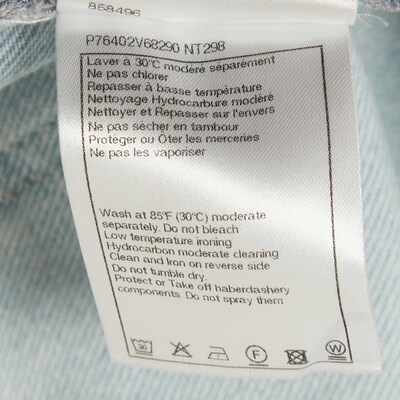 858496
P76402V68290 NT298
Laver à 30°C modéré séparément
Ne pas chlorer
Repasser à basse température
Nettoyage Hydrocarbure modéré
Nettoyer et Repasser sur l'envers
Ne pas sécher en tambour
Protéger ou Oter les merceries
Ne pas les vaporiser
Wash at 85°F (30°C) moderate
separately. Do not bleach
Low temperature ironing
Hydrocarbon moderate cleaning
Clean and Iron on reverse side
Do not tumble dry.
Protect or Take off haberdashery
components. Do not spray them
30 F W